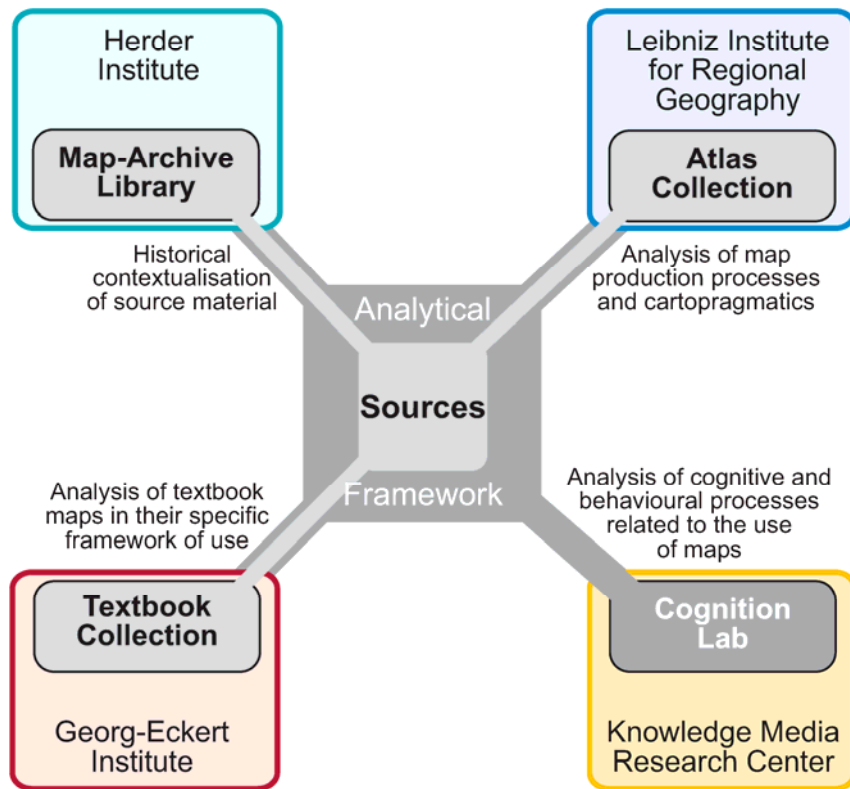 Herder
Institute
Map-Archive
Library
Historical
contextualisation
of source material
Leibniz Institute
for Regional
Geography
Atlas
Collection
Analysis of map
production processes
and cartopragmatics
Analytical
Sources
Framework
Analysis of textbook
maps in their specific
framework of use
Textbook
Collection
Georg-Eckert
Institute
Analysis of cognitive and
behavioural processes
related to the use
of maps
Cognition
Lab
Knowledge Media
Research Center